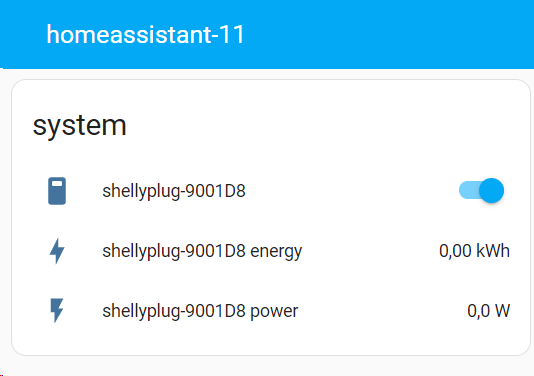 homeassistant-11
system
shellyplug-9001D8
shellyplug-9001D8 energy 0,00 kWh
shellyplug-9001D8 power 0,0 W